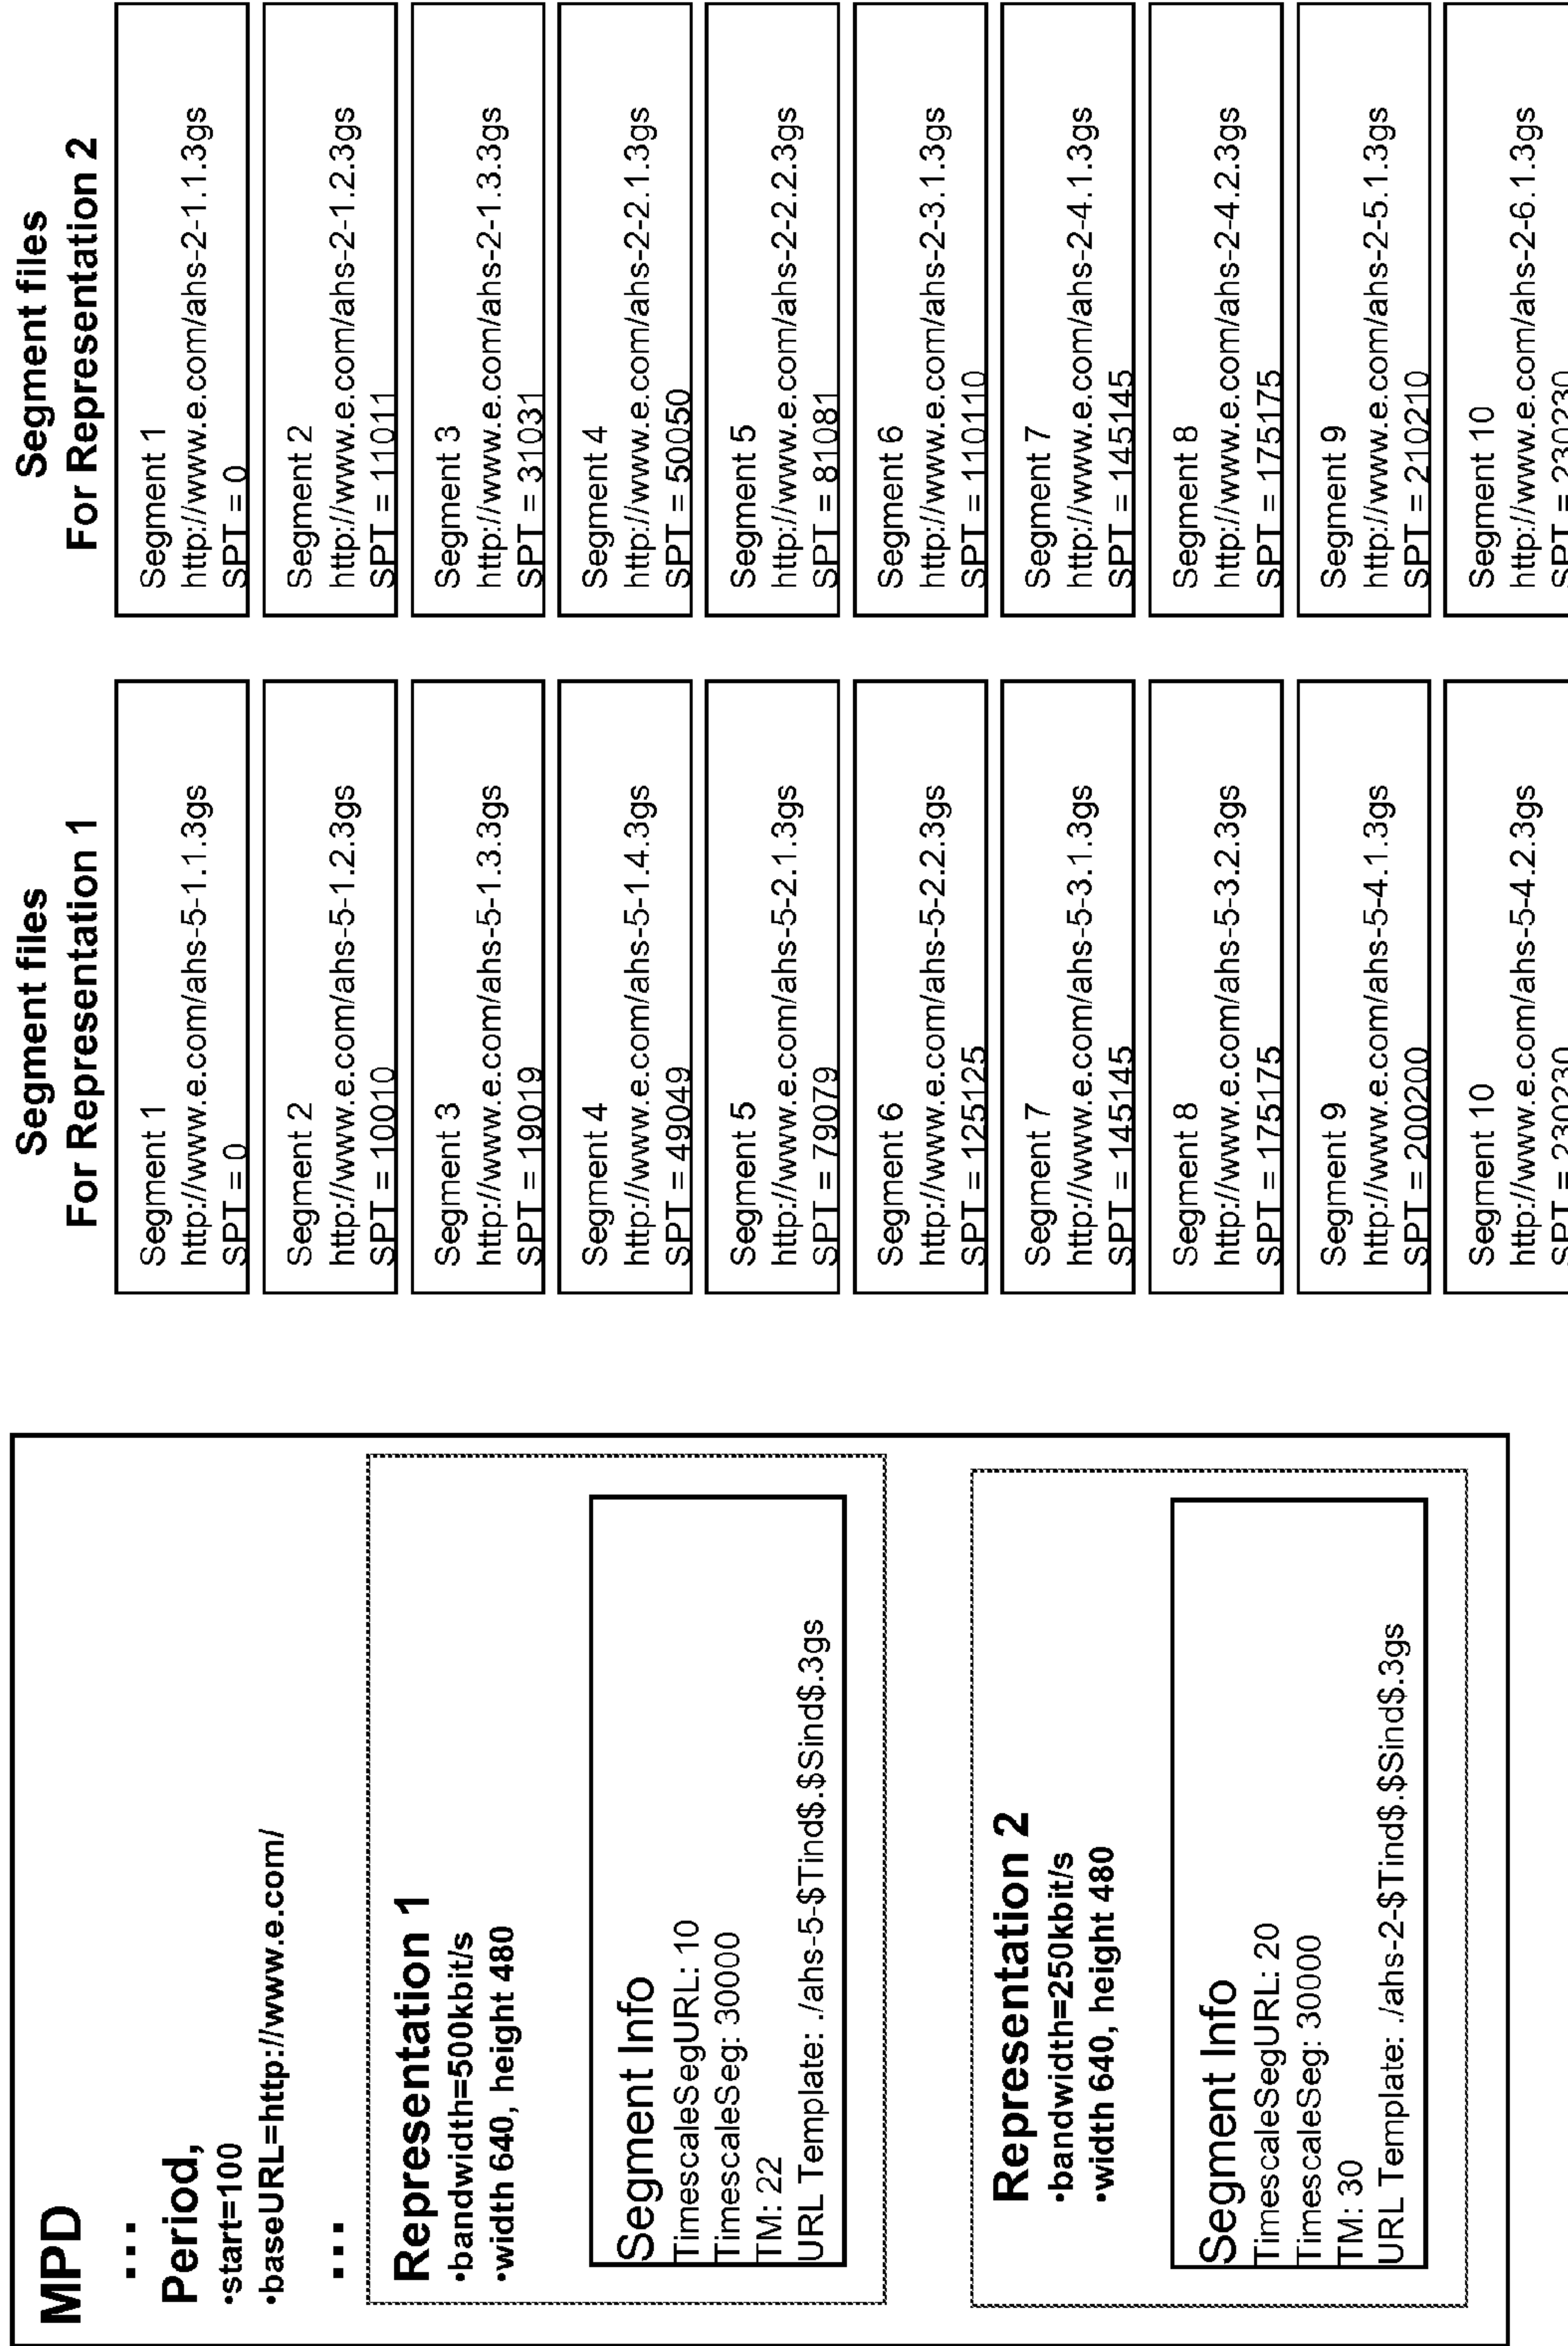 MPD
...
Period,
•start=100
•baseURL=http://www.e.com/
...
Representation 1
•bandwidth=500kbit/s
•width 640, height 480
Segment Info
TimescaleSegURL: 10
TimescaleSeg: 30000
TM: 22
URL Template: ./ahs-5-$Tind$.$Sind$.3gs
Representation 2
•bandwidth=250kbit/s
•width 640, height 480
Segment Info
TimescaleSegURL: 20
TimescaleSeg: 30000
TM: 30
URL Template: ./ahs-2-$Tind$.$Sind$.3gs
Segment files
For Representation 1
Segment 1
http://www.e.com/ahs-5-1.1.3gs
SPT = 0
Segment 2
http://www.e.com/ahs-5-1.2.3gs
SPT = 10010
Segment 3
http://www.e.com/ahs-5-1.3.3gs
SPT = 19019
Segment 4
http://www.e.com/ahs-5-1.4.3gs
SPT = 49049
Segment 5
http://www.e.com/ahs-5-2.1.3gs
SPT = 79079
Segment 6
http://www.e.com/ahs-5-2.2.3gs
SPT = 125125
Segment 7
http://www.e.com/ahs-5-3.1.3gs
SPT = 145145
Segment 8
http://www.e.com/ahs-5-3.2.3gs
SPT = 175175
Segment 9
http://www.e.com/ahs-5-4.1.3gs
SPT = 200200
Segment 10
http://www.e.com/ahs-5-4.2.3gs
SPT = 230230
Segment files
For Representation 2
Segment 1
http://www.e.com/ahs-2-1.1.3gs
SPT = 0
Segment 2
http://www.e.com/ahs-2-1.2.3gs
SPT = 11011
Segment 3
http://www.e.com/ahs-2-1.3.3gs
SPT = 31031
Segment 4
http://www.e.com/ahs-2-2.1.3gs
SPT = 50050
Segment 5
http://www.e.com/ahs-2-2.2.3gs
SPT = 81081
Segment 6
http://www.e.com/ahs-2-3.1.3gs
SPT = 110110
Segment 7
http://www.e.com/ahs-2-4.1.3gs
SPT = 145145
Segment 8
http://www.e.com/ahs-2-4.2.3gs
SPT = 175175
Segment 9
http://www.e.com/ahs-2-5.1.3gs
SPT = 210210
Segment 10
http://www.e.com/ahs-2-6.1.3gs
SPT = 230230